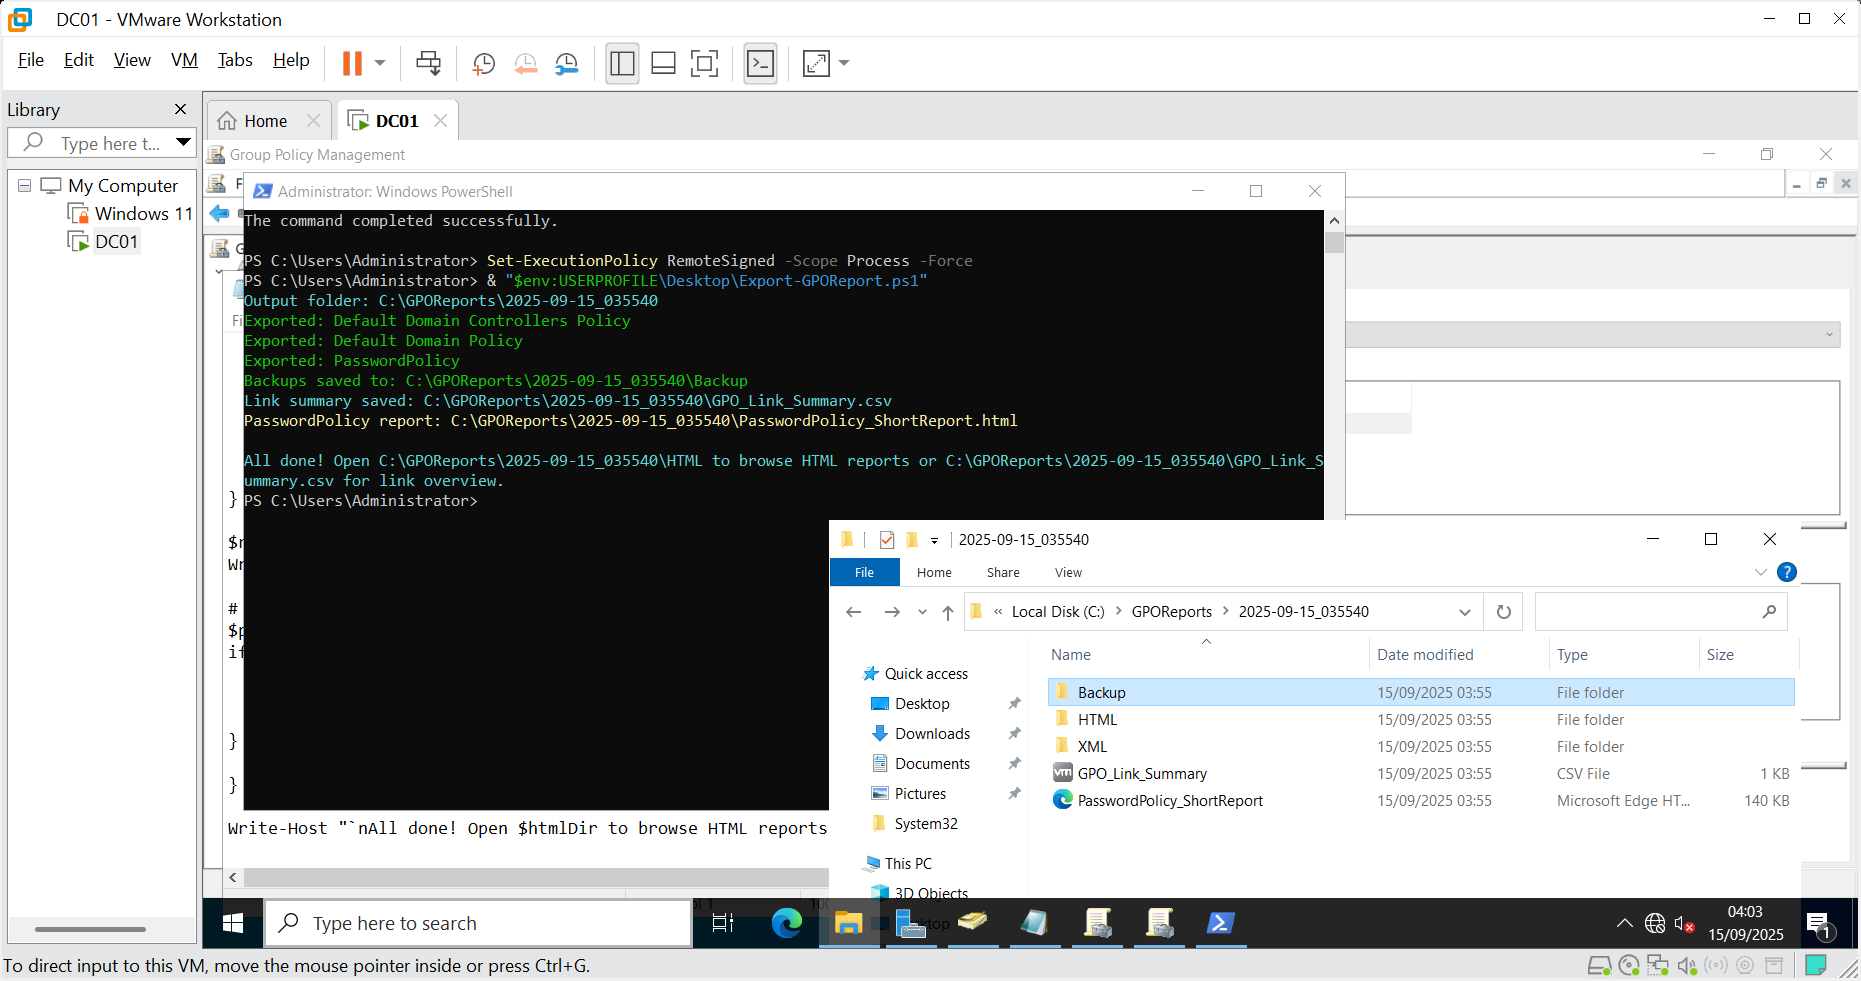 DC01 - VMware Workstation
File Edit View VM Tabs Help
Library
Type here t...
My Computer
Windows 11
DC01
Home
DC01
Group Policy Management
F
G
Fi
Administrator: Windows PowerShell
The command completed successfully.
PS C:\Users\Administrator> Set-ExecutionPolicy RemoteSigned -Scope Process -Force
PS C:\Users\Administrator> & "$env:USERPROFILE\Desktop\Export-GPOReport.ps1"
Output folder: C:\GPOReports\2025-09-15_035540
Exported: Default Domain Controllers Policy
Exported: Default Domain Policy
Exported: PasswordPolicy
Backups saved to: C:\GPOReports\2025-09-15_035540\Backup
Link summary saved: C:\GPOReports\2025-09-15_035540\GPO_Link_Summary.csv
PasswordPolicy report: C:\GPOReports\2025-09-15_035540\PasswordPolicy_ShortReport.html
All done! Open C:\GPOReports\2025-09-15_035540\HTML to browse HTML reports or C:\GPOReports\2025-09-15_035540\GPO_Link_S
ummary.csv for link overview.
PS C:\Users\Administrator>
}
$r
Wr
#
$p
if
}
}
Write-Host "`nAll done! Open $htmlDir to browse HTML reports
2025-09-15_035540
File Home Share View
« Local Disk (C:) > GPOReports > 2025-09-15_035540
Name Date modified Type Size
Quick access
Desktop
Downloads
Documents
Pictures
System32
This PC
3D Objects
Backup 15/09/2025 03:55 File folder
HTML 15/09/2025 03:55 File folder
XML 15/09/2025 03:55 File folder
GPO_Link_Summary 15/09/2025 03:55 CSV File 1 KB
PasswordPolicy_ShortReport 15/09/2025 03:55 Microsoft Edge HT... 140 KB
Type here to search
04:03
15/09/2025
1
To direct input to this VM, move the mouse pointer inside or press Ctrl+G.